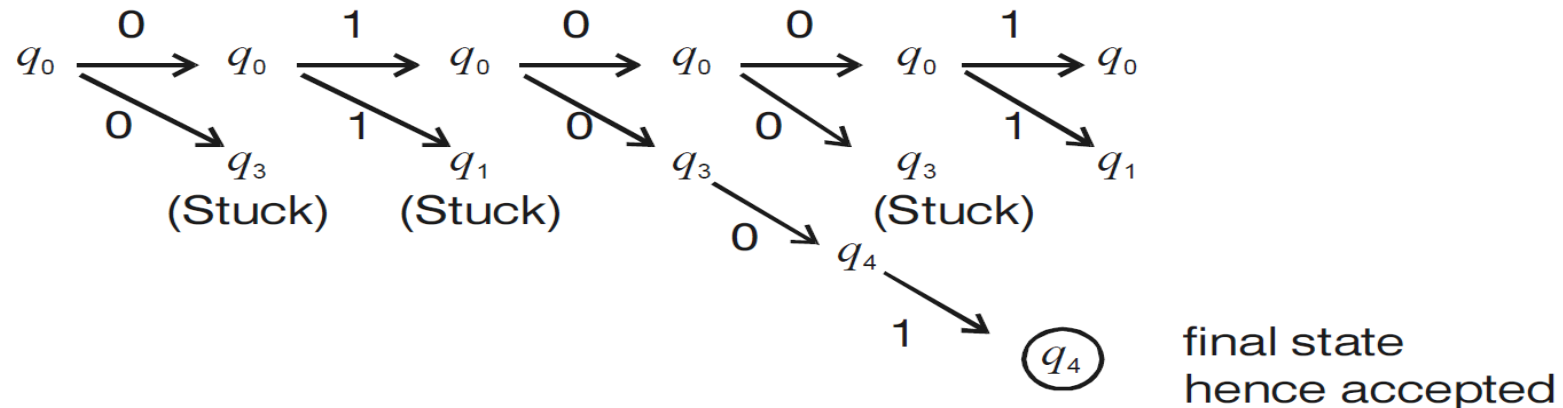 0 1 0 0 1
q0 q0 q0 q0 q0 q0
0 1 0 0 1
q3 q1 q3 q3 q1
(Stuck) (Stuck) (Stuck)
0 q4
1 final state
q4 hence accepted